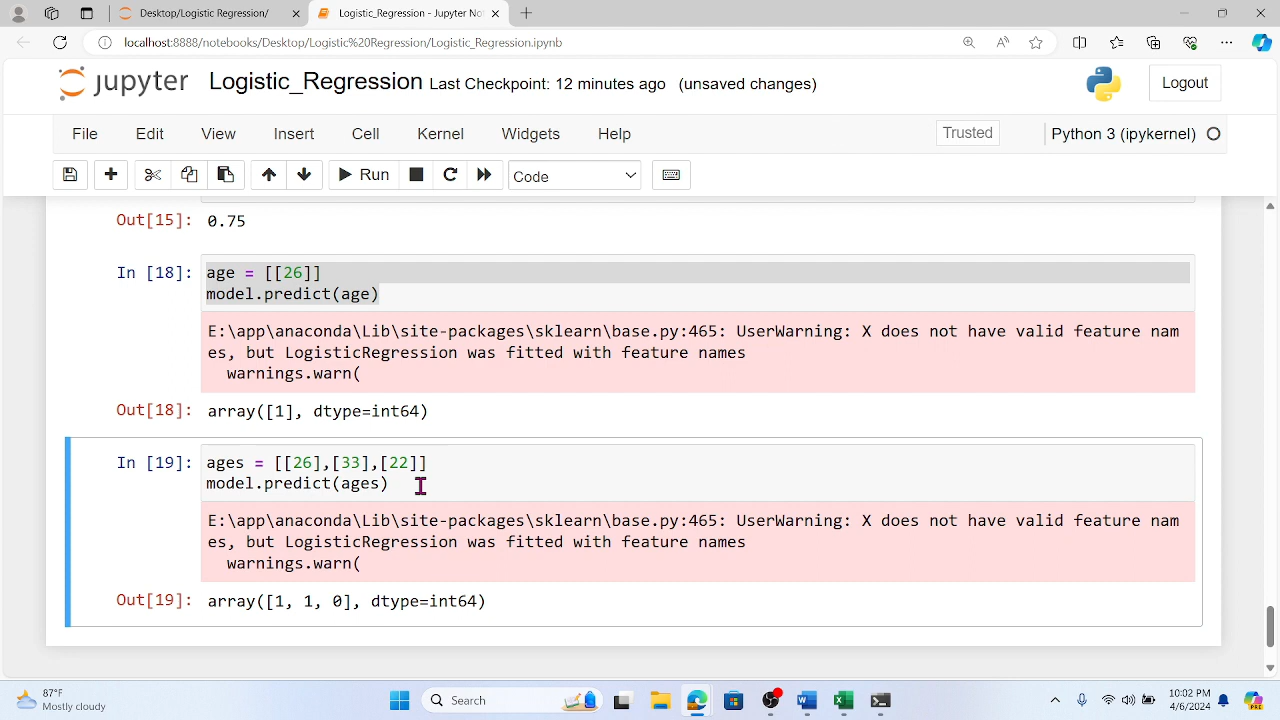 Desktop/Logistic Regression/
Logistic_Regression - Jupyter No
localhost:8888/notebooks/Desktop/Logistic%20Regression/Logistic_Regression.ipynb
jupyter Logistic_Regression Last Checkpoint: 12 minutes ago (unsaved changes)
Logout
File Edit View Insert Cell Kernel Widgets Help
Trusted
Python 3 (ipykernel)
Run
Code
Out[15]: 0.75
In [18]: age = [[26]]
model.predict(age)
E:\app\anaconda\Lib\site-packages\sklearn\base.py:465: UserWarning: X does not have valid feature nam
es, but LogisticRegression was fitted with feature names
warnings.warn(
Out[18]: array([1], dtype=int64)
In [19]: ages = [[26],[33],[22]]
model.predict(ages)
E:\app\anaconda\Lib\site-packages\sklearn\base.py:465: UserWarning: X does not have valid feature nam
es, but LogisticRegression was fitted with feature names
warnings.warn(
Out[19]: array([1, 1, 0], dtype=int64)
87°F
Mostly cloudy
Search
10:02 PM
4/6/2024